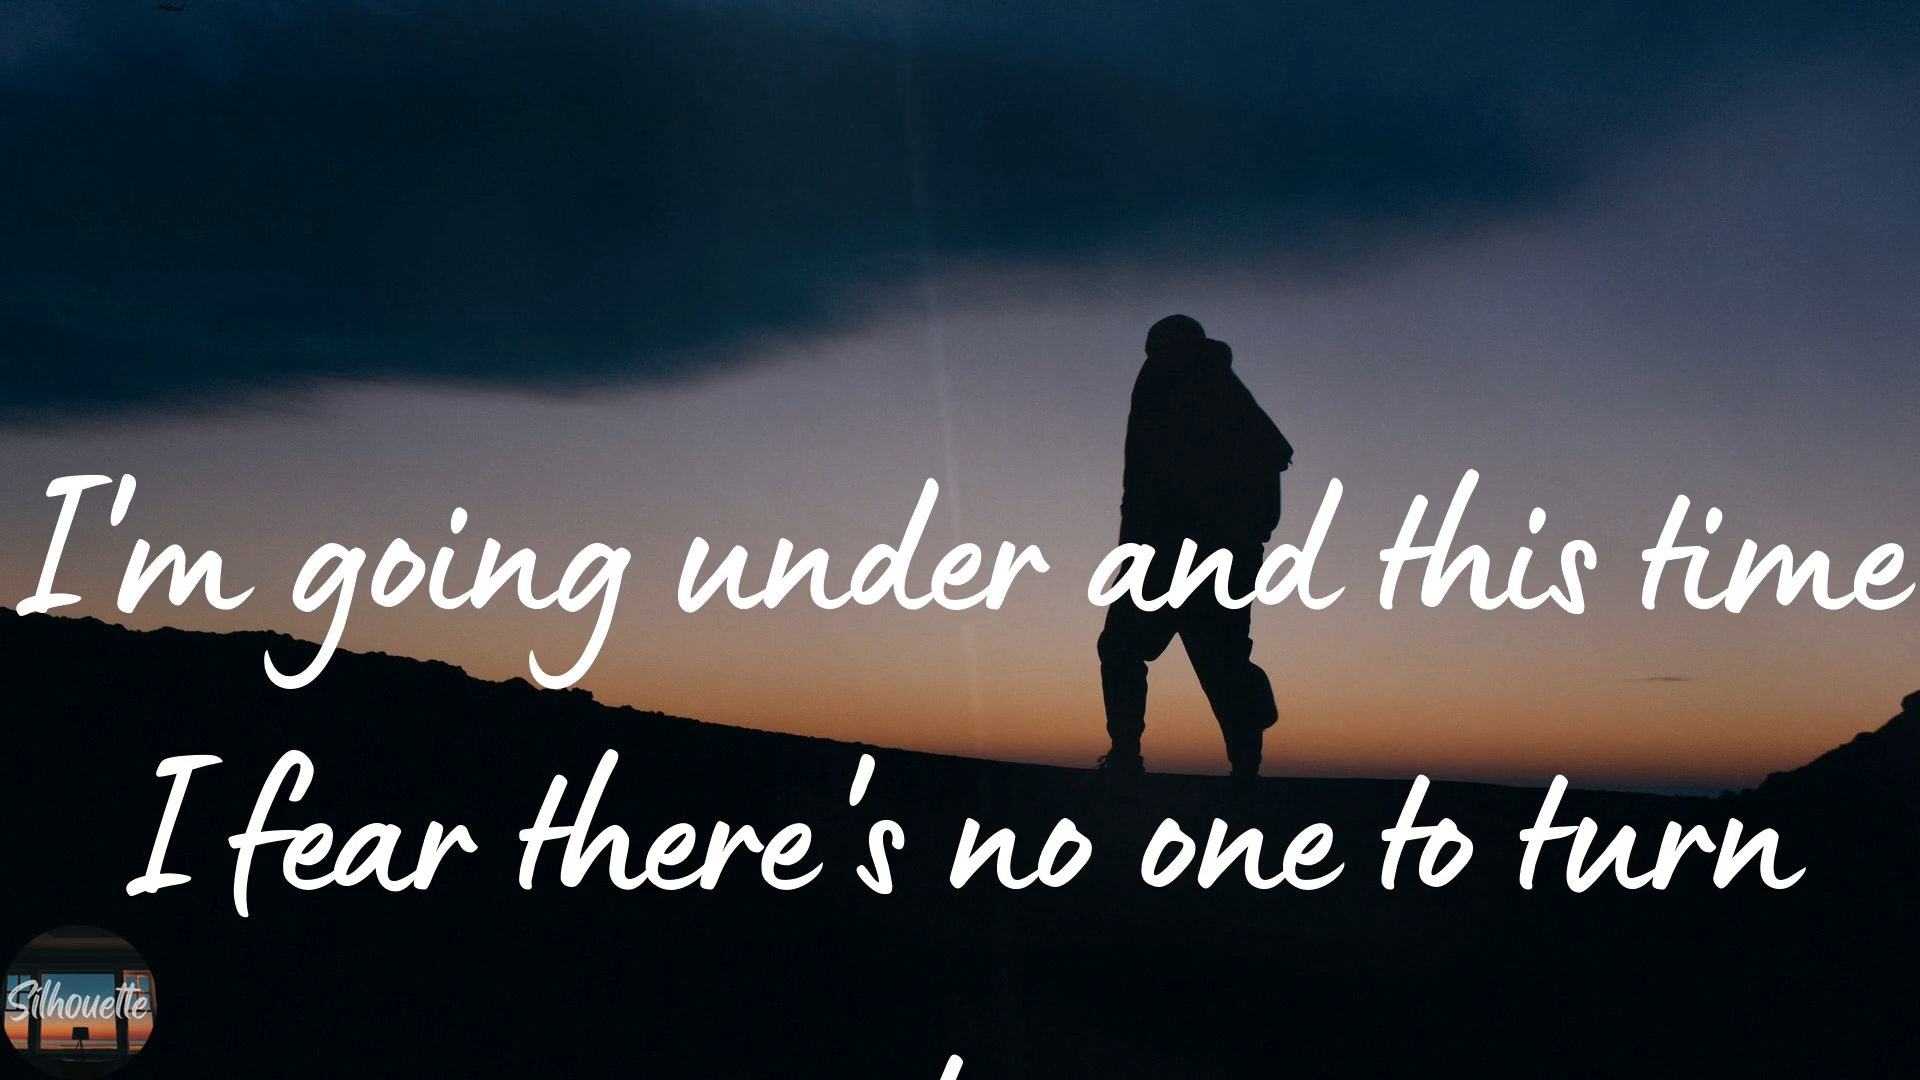 I'm going under and this time
I fear there's no one to turn
Silhouette